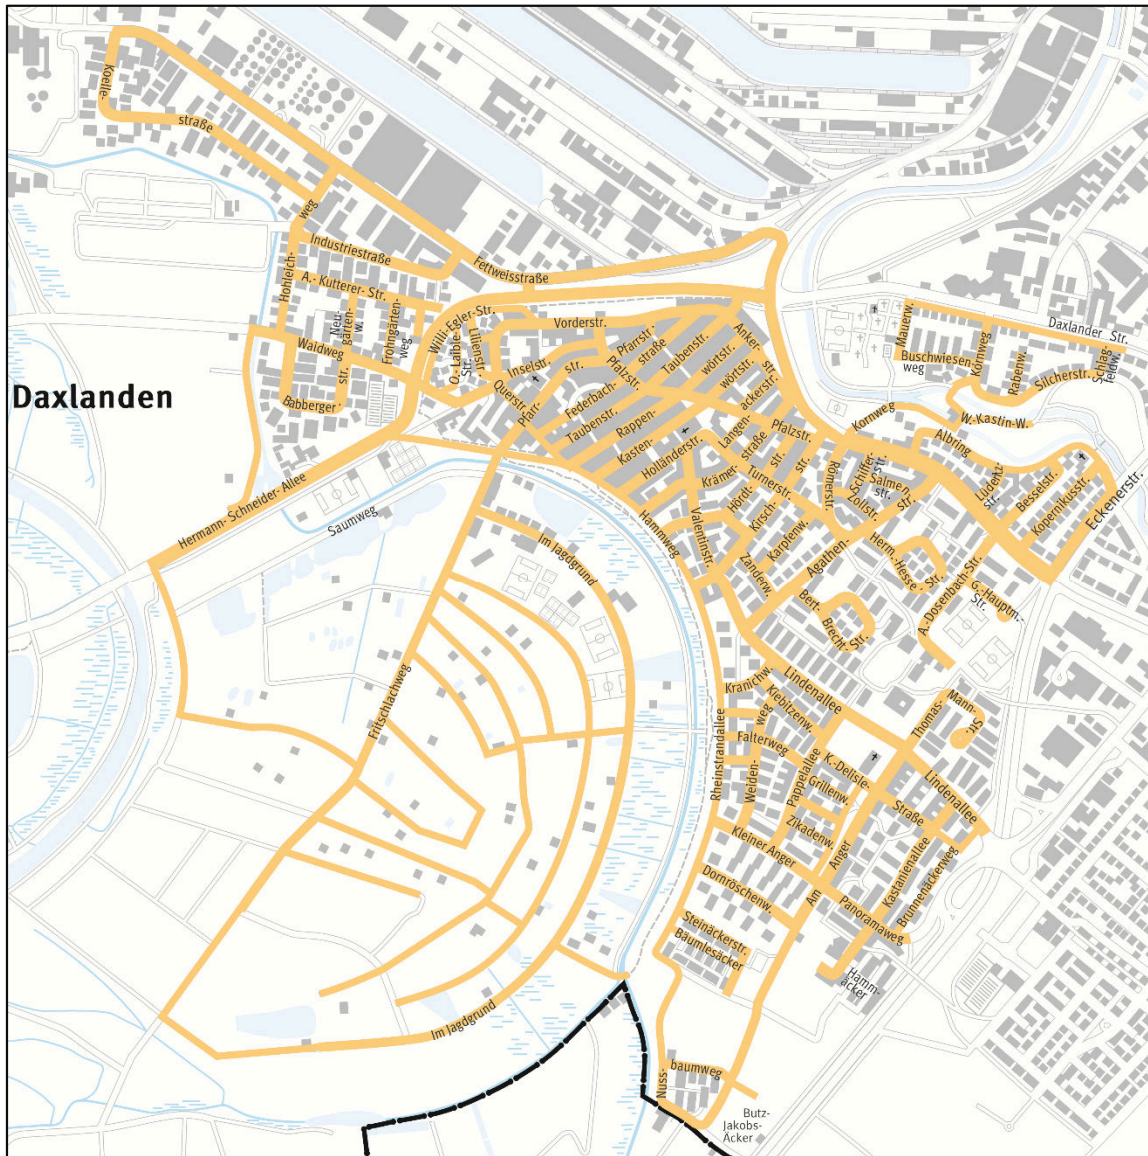 Koelle-
straße
Hohleich-
weg
Industriestraße
Fettweisstraße
A.- Kutterer- Str.
Neu-
gärten-
w.
Frohngärten-
weg
Waidweg
Babberger
str.
Daxlanden
Willi-Egler-Str.
O.- Laible-
Str.
Lilienstr.
Vorderstr.
Inselstr.
Querstr.
Pfarr-
str.
Pfarrstr.
Pfalzstr.
Federbach-
straße
Taubenstr.
Taubenstr.
Rappen-
wörtstr.
Kasten-
wörtstr.
Anker-
str.
Langen-
ackerstr.
Holländerstr.
Krämer-
straße
Pfalzstr.
Turnerstr.
Hördt-
str.
Kirsch-
str.
Karpfenw.
Valentinstr.
Zanderw.
Hammweg
Römerstr.
Schiffer-
str.
Salmen-
str.
Zollstr.
Agathen-
str.
Kornweg
Mauerw.
Buschwiesen
weg
Kornweg
Rabenw.
Daxlander Str.
Silcherstr.
Schlag-
feldw.
W.-Kastin-W.
Albring
Ludenzv.
str.
Besselstr.
Kopernikusstr.
Eckenerstr.
Herm.-
Hesse-
Str.
A.-Dosenbach-Str.
G.-Hauptm.-
Str.
Bert-
Brecht-
Str.
Hermann- Schneider-Allee
Saumweg
Im Jagdgrund
Fritschlachweg
Im Jagdgrund
Lindenallee
Kranichw.
Kiebitzenw.
Rheinstrandallee
Falterweg
Weiden-
weg
Pappelallee
K.-Delisle-
Straße
Grillenw.
Zikadenw.
Thomas-
Mann-
Str.
Lindenallee
Kleiner Anger
Am
Anger
Kastanienallee
Brunnenäckerweg
Panoramaweg
Dornröschenw.
Steinäckerstr.
Bäumlesäcker
Hamm-
äcker
Nuss-
baumweg
Butz-
Jakobs-
Äcker